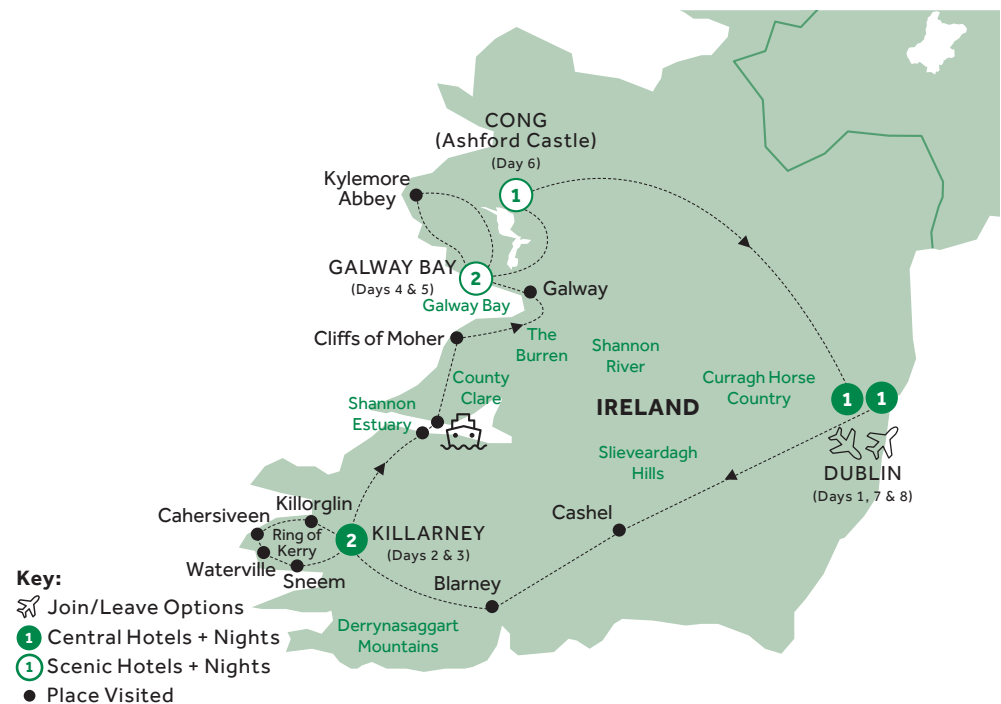 CONG
(Ashford Castle)
(Day 6)
1
Kylemore
Abbey
GALWAY BAY
(Days 4 & 5)
2
Galway Bay
Galway
Cliffs of Moher
The
Burren
Shannon
River
County
Clare
Curragh Horse
Country
1
1
IRELAND
Shannon
Estuary
Slieveardagh
Hills
DUBLIN
(Days 1, 7 & 8)
Killorglin
Cahersiveen
Ring of
Kerry
2
KILLARNEY
(Days 2 & 3)
Cashel
Waterville
Sneem
Blarney
Derrynasaggart
Mountains
Key:
Join/Leave Options
1 Central Hotels + Nights
1 Scenic Hotels + Nights
Place Visited